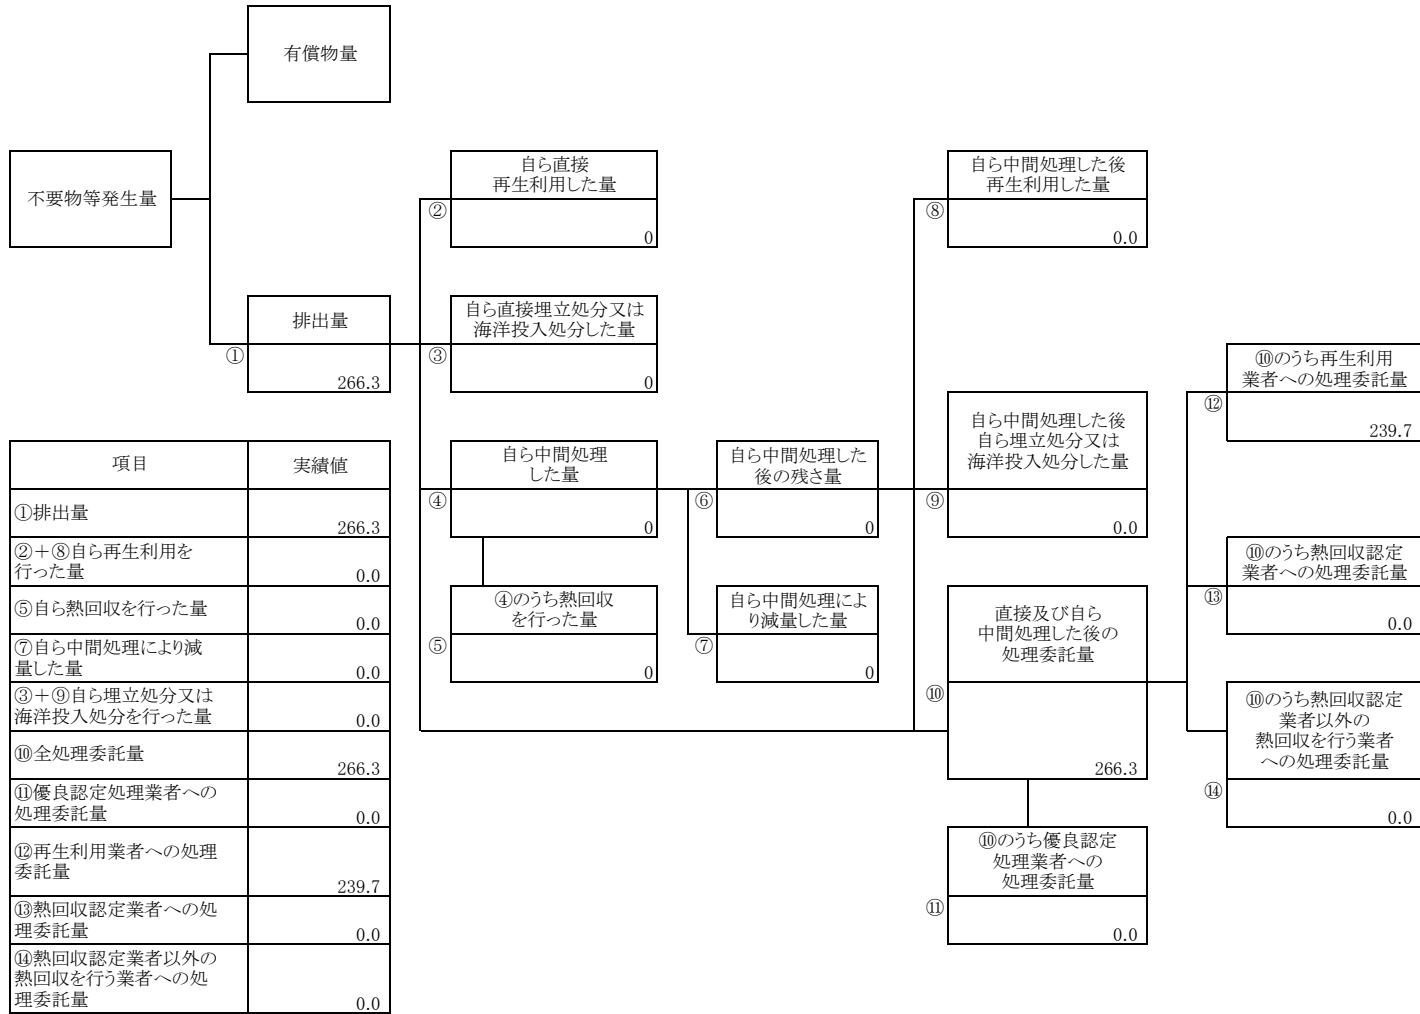 有償物量
不要物等発生量
自ら直接
再生利用した量
②
0
自ら中間処理した後
再生利用した量
⑧
0.0
排出量
①
266.3
自ら直接埋立処分又は
海洋投入処分した量
③
0
⑩のうち再生利用
業者への処理委託量
⑫
239.7
自ら中間処理
した量
④
0
自ら中間処理した
後の残さ量
⑥
0
自ら中間処理した後
自ら埋立処分又は
海洋投入処分した量
⑨
0.0
⑩のうち熱回収認定
業者への処理委託量
⑬
0.0
④のうち熱回収
を行った量
⑤
0
自ら中間処理によ
り減量した量
⑦
0
直接及び自ら
中間処理した後の
処理委託量
⑩
266.3
⑩のうち熱回収認定
業者以外の
熱回収を行う業者
への処理委託量
⑭
0.0
⑩のうち優良認定
処理業者への
処理委託量
⑪
0.0
項目 実績値
①排出量
266.3
②＋⑧自ら再生利用を
行った量
0.0
⑤自ら熱回収を行った量
0.0
⑦自ら中間処理により減
量した量
0.0
③＋⑨自ら埋立処分又は
海洋投入処分を行った量
0.0
⑩全処理委託量
266.3
⑪優良認定処理業者への
処理委託量
0.0
⑫再生利用業者への処理
委託量
239.7
⑬熱回収認定業者への処
理委託量
0.0
⑭熱回収認定業者以外の
熱回収を行う業者への処
理委託量
0.0